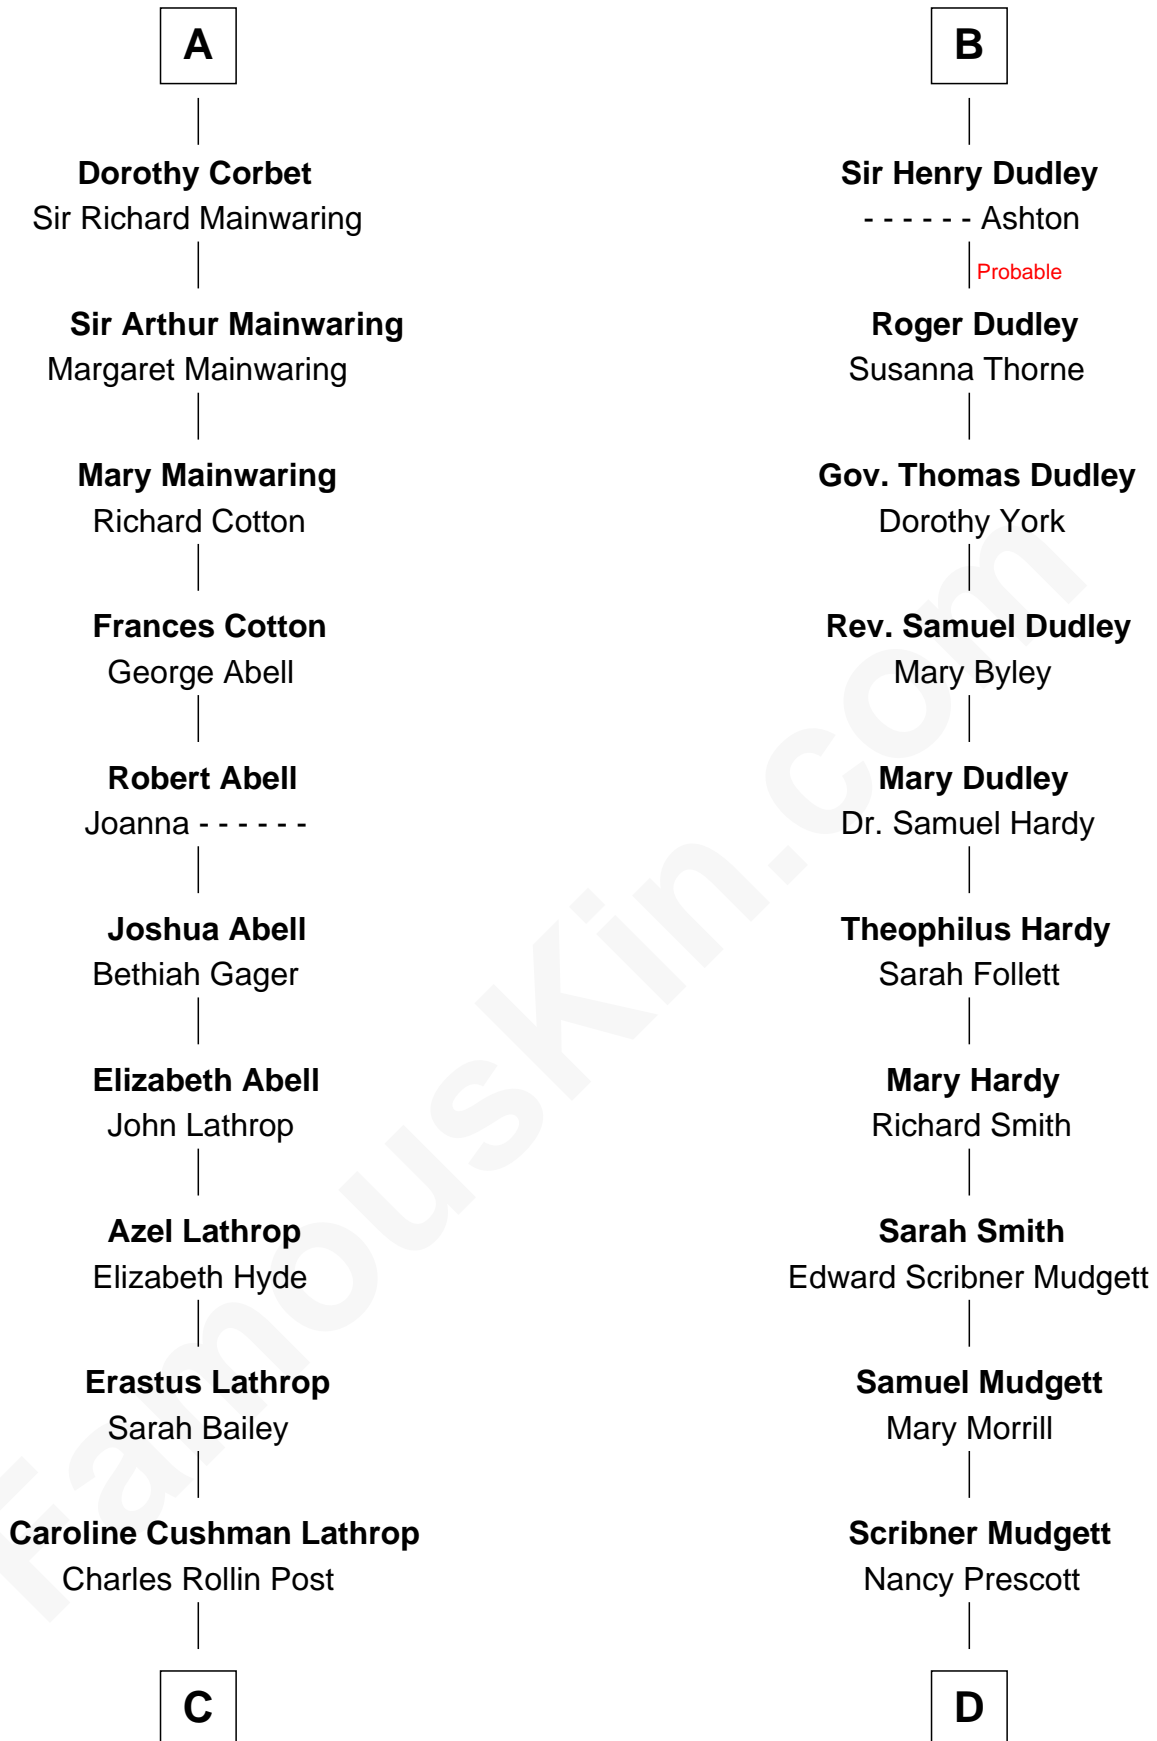 A
Dorothy Corbet
Sir Richard Mainwaring
Sir Arthur Mainwaring
Margaret Mainwaring
Mary Mainwaring
Richard Cotton
Frances Cotton
George Abell
Robert Abell
Joanna - - - - - -
Joshua Abell
Bethiah Gager
Elizabeth Abell
John Lathrop
Azel Lathrop
Elizabeth Hyde
Erastus Lathrop
Sarah Bailey
Caroline Cushman Lathrop
Charles Rollin Post
C
B
Sir Henry Dudley
- - - - - - Ashton
Probable
Roger Dudley
Susanna Thorne
Gov. Thomas Dudley
Dorothy York
Rev. Samuel Dudley
Mary Byley
Mary Dudley
Dr. Samuel Hardy
Theophilus Hardy
Sarah Follett
Mary Hardy
Richard Smith
Sarah Smith
Edward Scribner Mudgett
Samuel Mudgett
Mary Morrill
Scribner Mudgett
Nancy Prescott
D
FamousKin.com